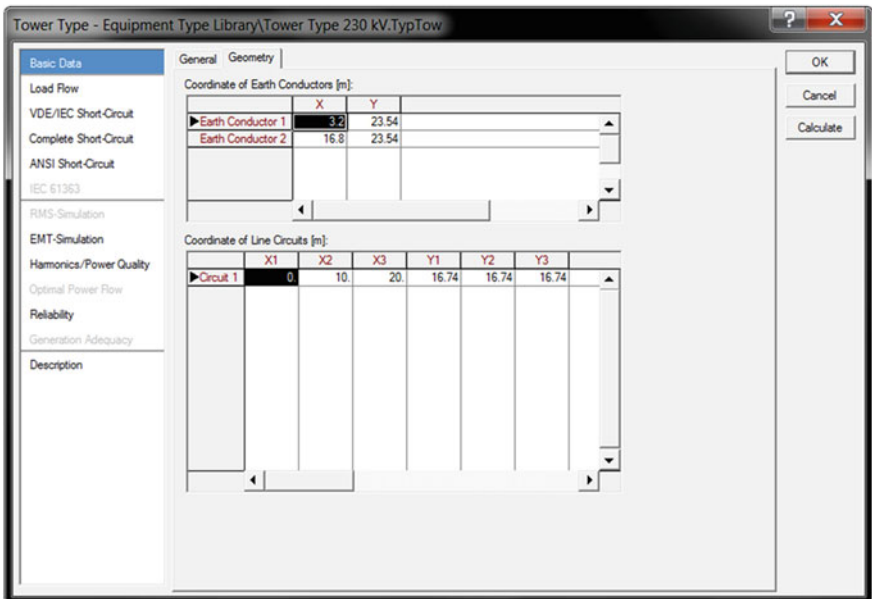 Tower Type - Equipment Type Library\Tower Type 230 kV.TypTow
?
X
Basic Data
Load Flow
VDE/IEC Short-Circuit
Complete Short-Circuit
ANSI Short-Circuit
IEC 61363
RMS-Simulation
EMT-Simulation
Harmonics/Power Quality
Optimal Power Flow
Reliability
Generation Adequacy
Description
General Geometry
Coordinate of Earth Conductors [m]:
X Y
Earth Conductor 1 3.2 23.54
Earth Conductor 2 16.8 23.54
Coordinate of Line Circuits [m]:
X1 X2 X3 Y1 Y2 Y3
Circuit 1 0. 10. 20. 16.74 16.74 16.74
OK
Cancel
Calculate